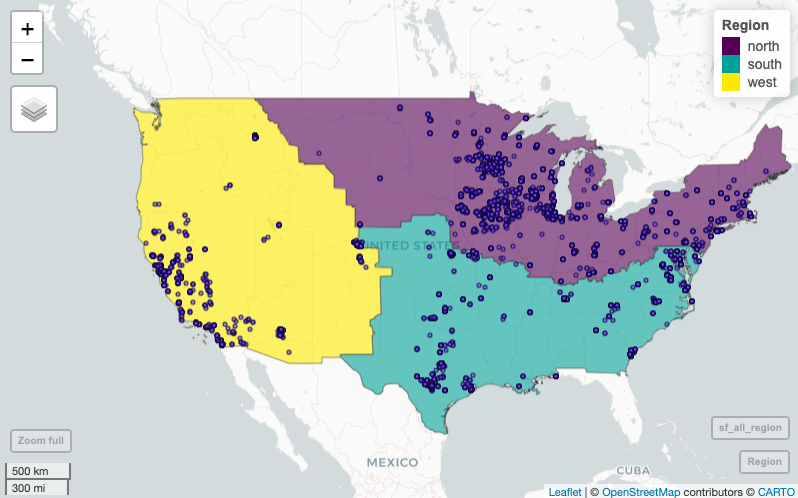 +
−
Region
north
south
west
UNITED STATES
Zoom full
sf_all_region
Region
500 km
300 mi
MEXICO
CUBA
Leaflet | © OpenStreetMap contributors © CARTO